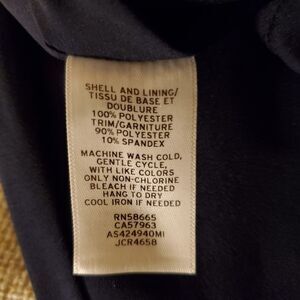 SHELL AND LINING/
TISSU DE BASE ET
DOUBLURE
100% POLYESTER
TRIM/GARNITURE
90% POLYESTER
10% SPANDEX
MACHINE WASH COLD,
GENTLE CYCLE,
WITH LIKE COLORS
ONLY NON-CHLORINE
BLEACH IF NEEDED
HANG TO DRY
COOL IRON IF NEEDED
RN58665
CA57963
AS424940MI
JCR4658